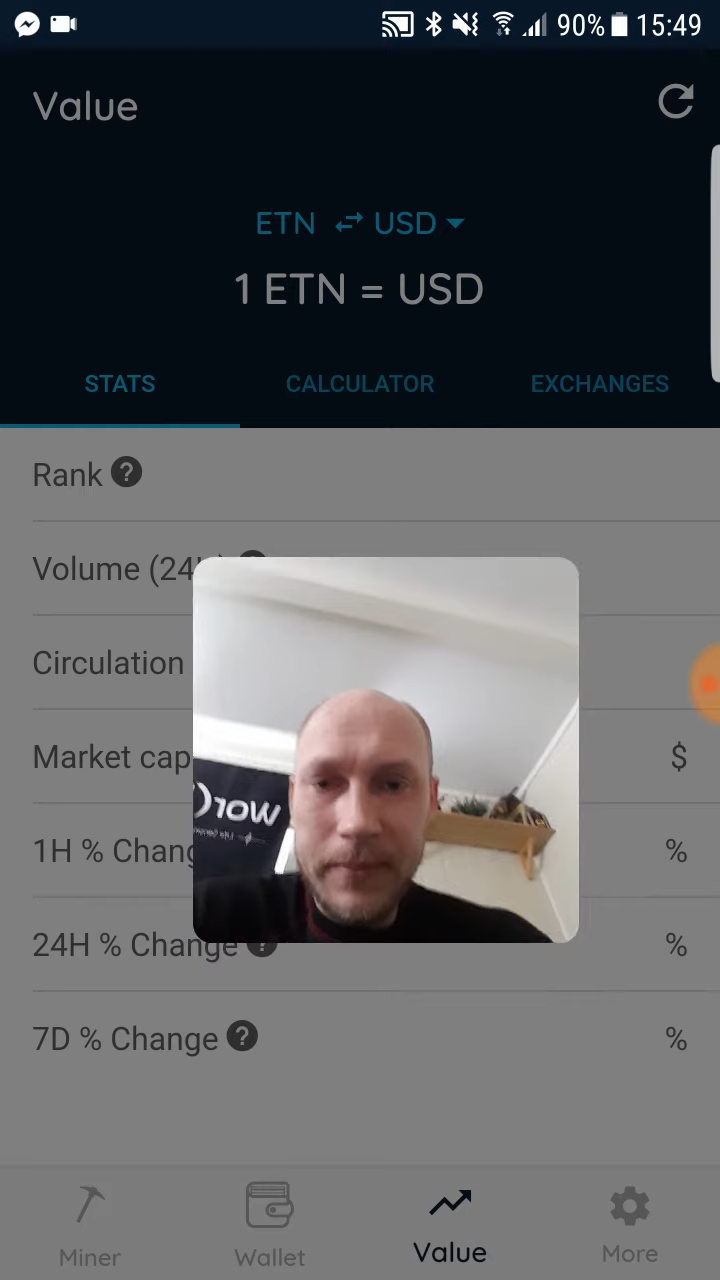 90% 15:49
Value
ETN USD
1 ETN = USD
STATS CALCULATOR EXCHANGES
Rank ?
Volume (24
Circulation
Market cap $
1H % Chang %
24H % Change ? %
7D % Change ? %
Miner Wallet Value More